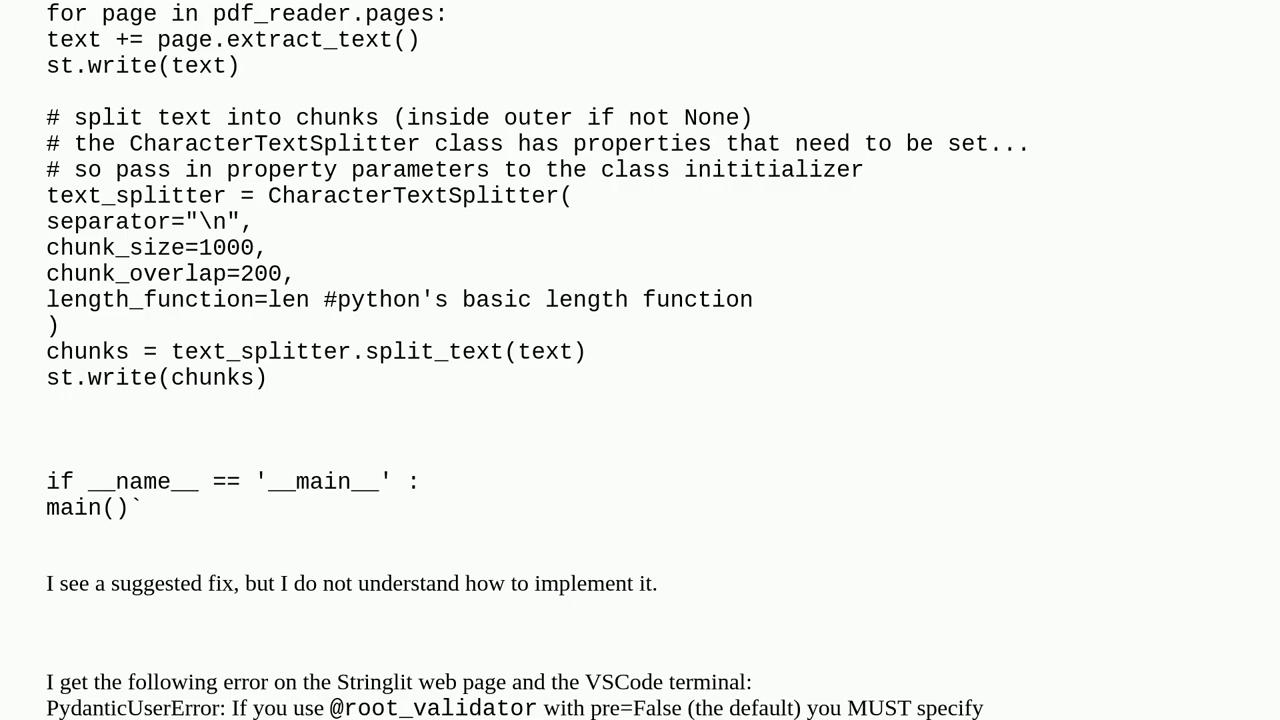 for page in pdf_reader.pages:
text += page.extract_text()
st.write(text)
# split text into chunks (inside outer if not None)
# the CharacterTextSplitter class has properties that need to be set...
# so pass in property parameters to the class inititializer
text_splitter = CharacterTextSplitter(
separator="\n",
chunk_size=1000,
chunk_overlap=200,
length_function=len #python's basic length function
)
chunks = text_splitter.split_text(text)
st.write(chunks)
if __name__ == '__main__' :
main()`
I see a suggested fix, but I do not understand how to implement it.
I get the following error on the Stringlit web page and the VSCode terminal:
PydanticUserError: If you use @root_validator with pre=False (the default) you MUST specify